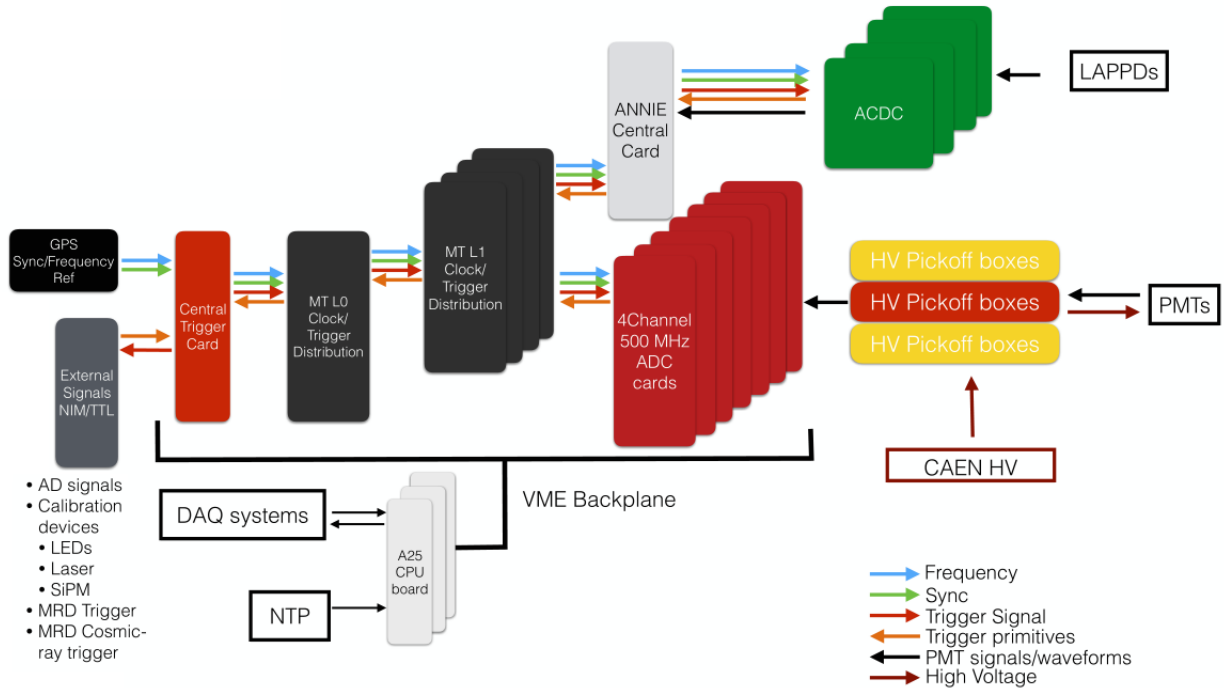 LAPPDs
ANNIE
Central
Card
ACDC
GPS
Sync/Frequency
Ref
Central
Trigger
Card
MT L0
Clock/
Trigger
Distribution
MT L1
Clock/
Trigger
Distribution
4Channel
500 MHz
ADC
cards
HV Pickoff boxes
HV Pickoff boxes
HV Pickoff boxes
PMTs
External
Signals
NIM/TTL
CAEN HV
• AD signals
• Calibration
devices
• LEDs
• Laser
• SiPM
• MRD Trigger
• MRD Cosmic-
ray trigger
DAQ systems
VME Backplane
A25
CPU
board
NTP
Frequency
Sync
Trigger Signal
Trigger primitives
PMT signals/waveforms
High Voltage